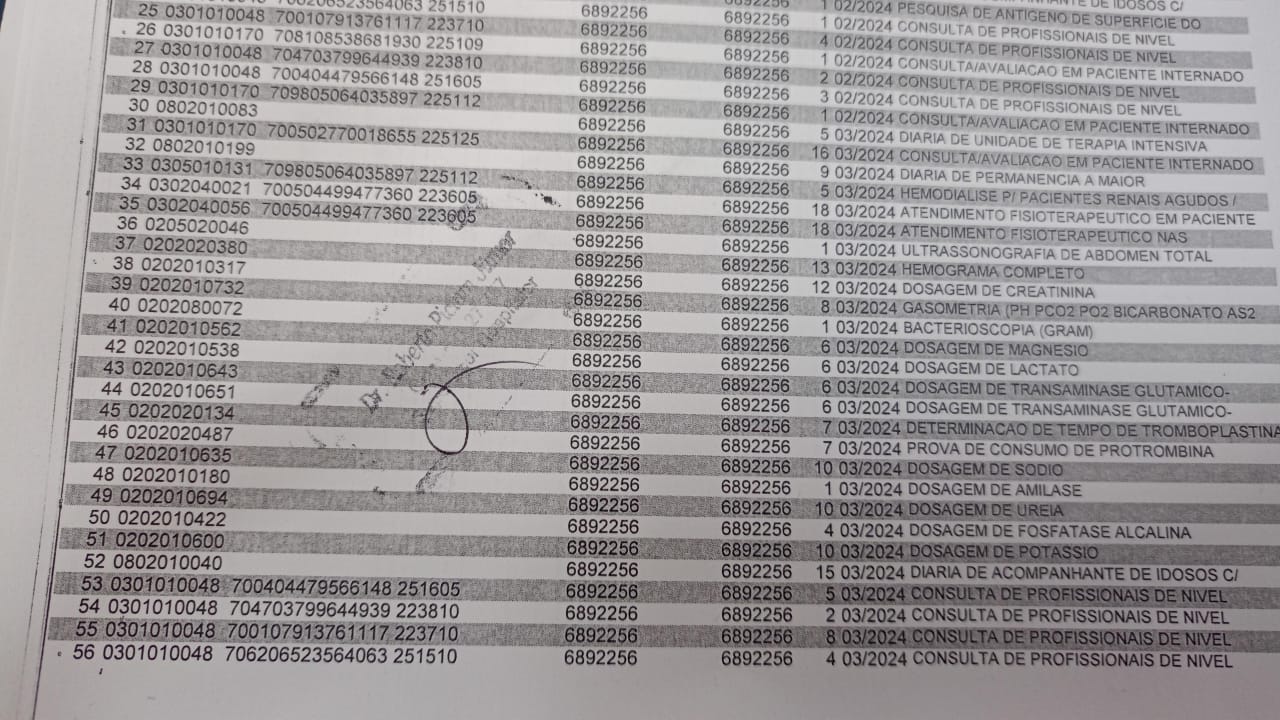 ANHANTE DE IDOSOS C/
251510
6892256 1 02/2024 PESQUISA DE ANTIGENO DE SUPERFICIE DO
25 0301010048 700107913761117 223710 6892256 6892256 4 02/2024 CONSULTA DE PROFISSIONAIS DE NIVEL
26 0301010170 708108538681930 225109 6892256 6892256 1 02/2024 CONSULTA/AVALIACAO EM PACIENTE INTERNADO
27 0301010048 704703799644939 223810 6892256 6892256 2 02/2024 CONSULTA DE PROFISSIONAIS DE NIVEL
28 0301010048 700404479566148 251605 6892256 6892256 3 02/2024 CONSULTA DE PROFISSIONAIS DE NIVEL
29 0301010170 709805064035897 225112 6892256 6892256 1 02/2024 CONSULTA/AVALIACAO EM PACIENTE INTERNADO
30 0802010083 6892256 6892256 5 03/2024 DIARIA DE UNIDADE DE TERAPIA INTENSIVA
31 0301010170 700502770018655 225125 6892256 6892256 16 03/2024 CONSULTA/AVALIACAO EM PACIENTE INTERNADO
32 0802010199 6892256 6892256 9 03/2024 DIARIA DE PERMANENCIA A MAIOR
33 0305010131 709805064035897 225112 6892256 6892256 5 03/2024 HEMODIALISE P/ PACIENTES RENAIS AGUDOS /
34 0302040021 700504499477360 223605 6892256 6892256 18 03/2024 ATENDIMENTO FISIOTERAPEUTICO EM PACIENTE
35 0302040056 700504499477360 223605 6892256 6892256 18 03/2024 ATENDIMENTO FISIOTERAPEUTICO NAS
36 0205020046 6892256 6892256 1 03/2024 ULTRASSONOGRAFIA DE ABDOMEN TOTAL
37 0202020380 6892256 6892256 13 03/2024 HEMOGRAMA COMPLETO
38 0202010317 6892256 6892256 12 03/2024 DOSAGEM DE CREATININA
39 0202010732 6892256 6892256 8 03/2024 GASOMETRIA (PH PCO2 PO2 BICARBONATO AS2
40 0202080072 6892256 6892256 1 03/2024 BACTERIOSCOPIA (GRAM)
41 0202010562 6892256 6892256 6 03/2024 DOSAGEM DE MAGNESIO
42 0202010538 6892256 6892256 6 03/2024 DOSAGEM DE LACTATO
43 0202010643 6892256 6892256 6 03/2024 DOSAGEM DE TRANSAMINASE GLUTAMICO-
44 0202010651 6892256 6892256 6 03/2024 DOSAGEM DE TRANSAMINASE GLUTAMICO-
45 0202020134 6892256 6892256 7 03/2024 DETERMINACAO DE TEMPO DE TROMBOPLASTINA
46 0202020487 6892256 6892256 7 03/2024 PROVA DE CONSUMO DE PROTROMBINA
47 0202010635 6892256 6892256 10 03/2024 DOSAGEM DE SODIO
48 0202010180 6892256 6892256 1 03/2024 DOSAGEM DE AMILASE
49 0202010694 6892256 6892256 10 03/2024 DOSAGEM DE UREIA
50 0202010422 6892256 6892256 4 03/2024 DOSAGEM DE FOSFATASE ALCALINA
51 0202010600 6892256 6892256 10 03/2024 DOSAGEM DE POTASSIO
52 0802010040 6892256 6892256 15 03/2024 DIARIA DE ACOMPANHANTE DE IDOSOS C/
53 0301010048 700404479566148 251605 6892256 6892256 5 03/2024 CONSULTA DE PROFISSIONAIS DE NIVEL
54 0301010048 704703799644939 223810 6892256 6892256 2 03/2024 CONSULTA DE PROFISSIONAIS DE NIVEL
55 0301010048 700107913761117 223710 6892256 6892256 8 03/2024 CONSULTA DE PROFISSIONAIS DE NIVEL
56 0301010048 706206523564063 251510 6892256 6892256 4 03/2024 CONSULTA DE PROFISSIONAIS DE NIVEL
Dr.